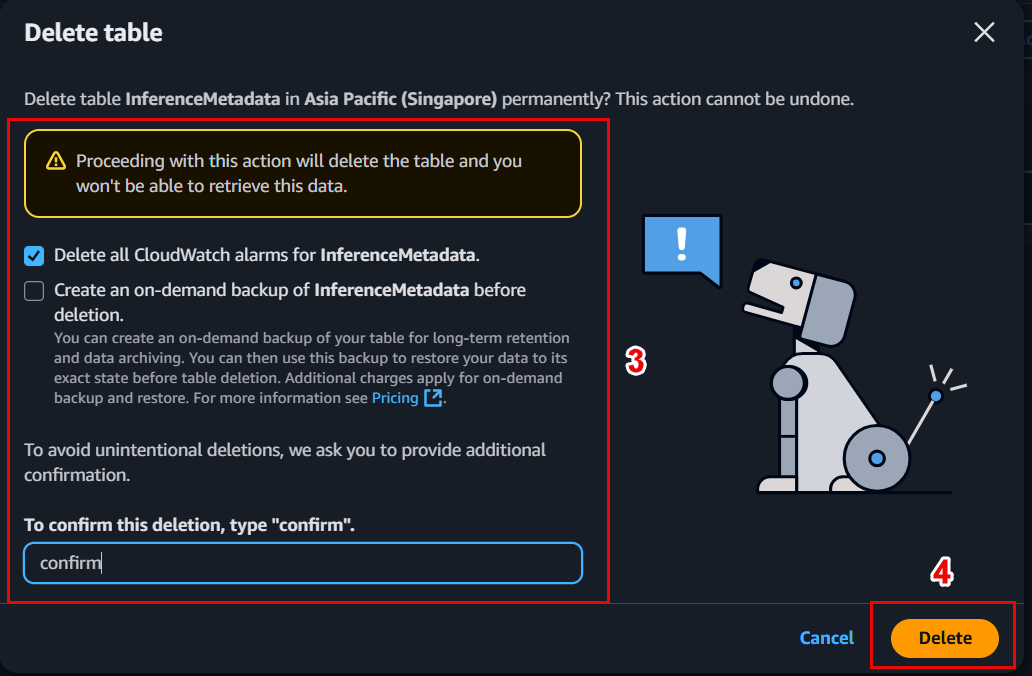 Delete table
Delete table InferenceMetadata in Asia Pacific (Singapore) permanently? This action cannot be undone.
Proceeding with this action will delete the table and you
won't be able to retrieve this data.
Delete all CloudWatch alarms for InferenceMetadata.
Create an on-demand backup of InferenceMetadata before
deletion.
You can create an on-demand backup of your table for long-term retention
and data archiving. You can then use this backup to restore your data to its
exact state before table deletion. Additional charges apply for on-demand
backup and restore. For more information see Pricing.
3
To avoid unintentional deletions, we ask you to provide additional
confirmation.
To confirm this deletion, type "confirm".
confirm
4
Cancel
Delete